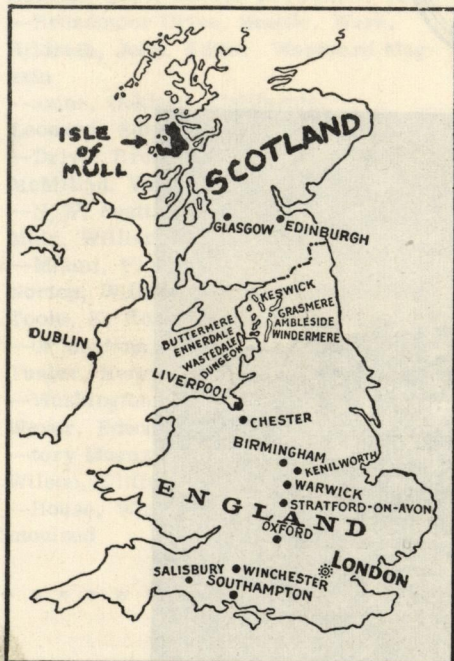 ISLE
of
MULL
SCOTLAND
GLASGOW
EDINBURGH
KESWICK
BUTTERMERE
GRASMERE
ENNERDALE
AMBLESIDE
WASTEDALE
WINDERMERE
DUNGEON
DUBLIN
LIVERPOOL
CHESTER
BIRMINGHAM
KENILWORTH
WARWICK
STRATFORD-ON-AVON
ENGLAND
OXFORD
LONDON
SALISBURY
WINCHESTER
SOUTHAMPTON